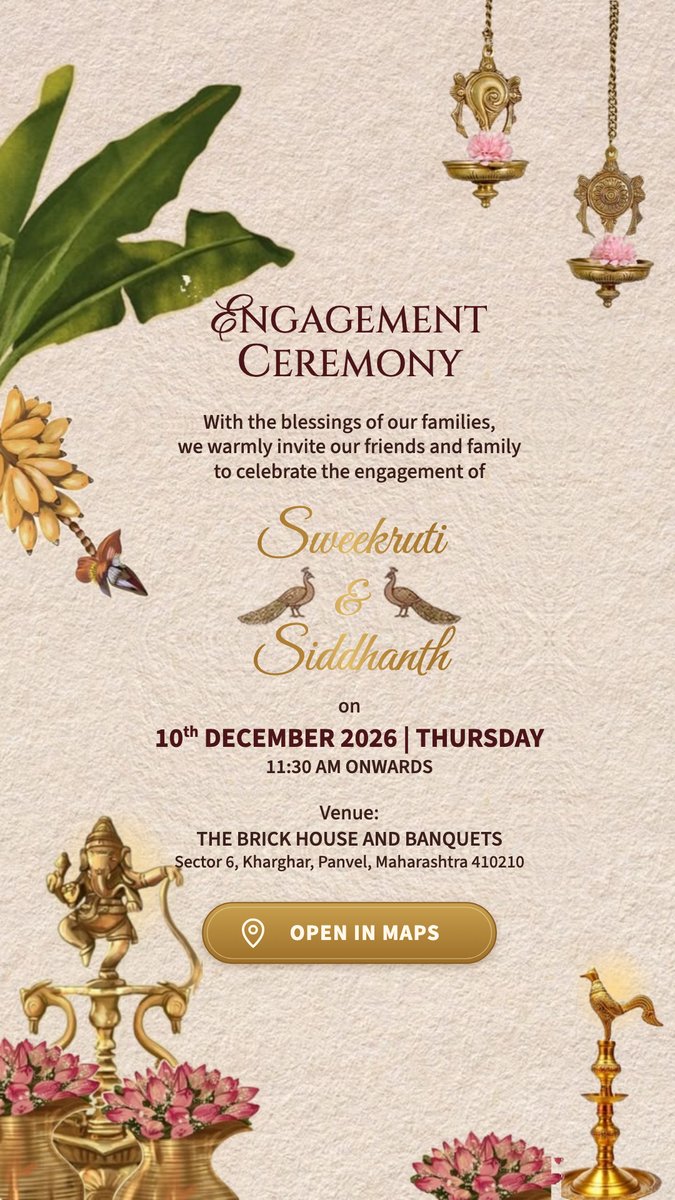 ENGAGEMENT
CEREMONY
With the blessings of our families,
we warmly invite our friends and family
to celebrate the engagement of
Sweekruti
&
Siddhanth
on
10th DECEMBER 2026 | THURSDAY
11:30 AM ONWARDS
Venue:
THE BRICK HOUSE AND BANQUETS
Sector 6, Kharghar, Panvel, Maharashtra 410210
OPEN IN MAPS